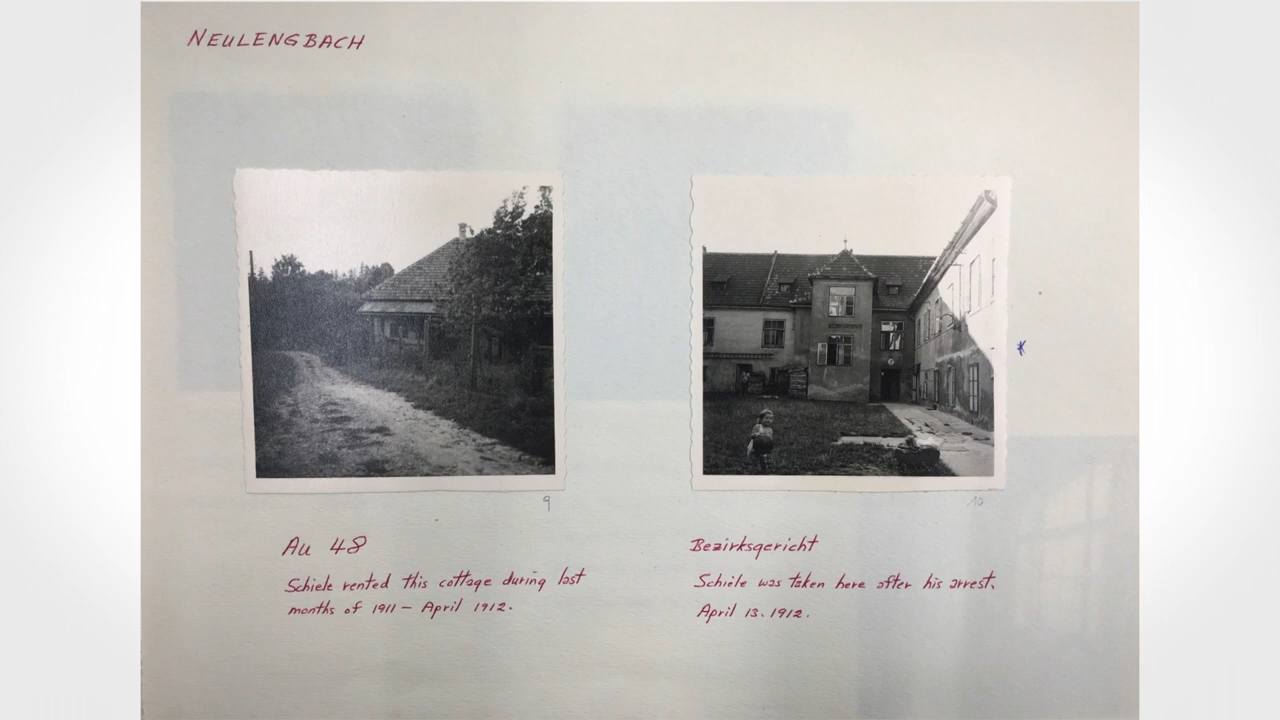 NEULENGBACH
9
10
Au 48
Schiele rented this cottage during last
months of 1911 – April 1912.
Bezirksgericht
Schiele was taken here after his arrest.
April 13. 1912.